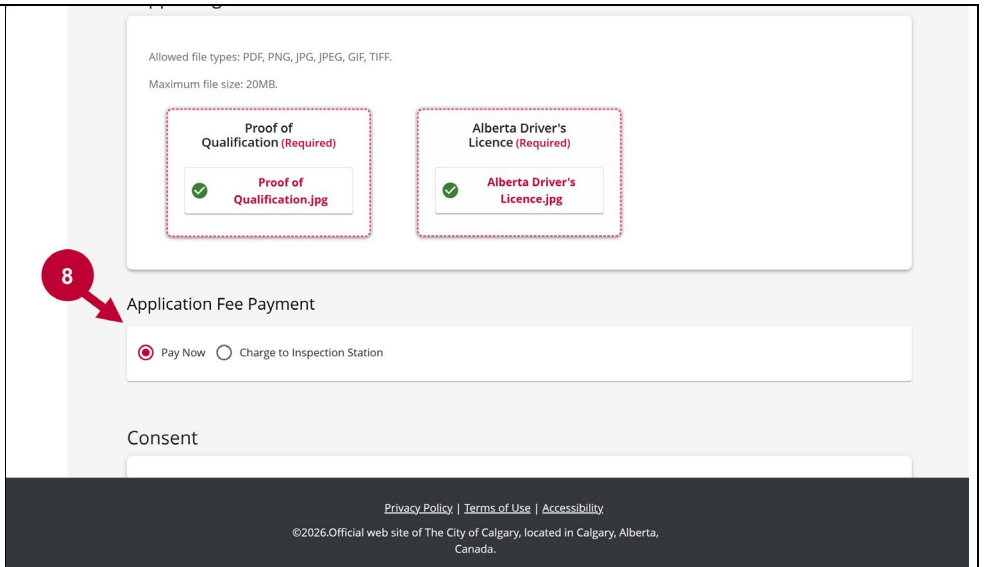 Allowed file types: PDF, PNG, JPG, JPEG, GIF, TIFF.
Maximum file size: 20MB.
Proof of
Qualification (Required)
Proof of
Qualification.jpg
Alberta Driver's
Licence (Required)
Alberta Driver's
Licence.jpg
8
Application Fee Payment
Pay Now
Charge to Inspection Station
Consent
Privacy Policy | Terms of Use | Accessibility
©2026.Official web site of The City of Calgary, located in Calgary, Alberta,
Canada.